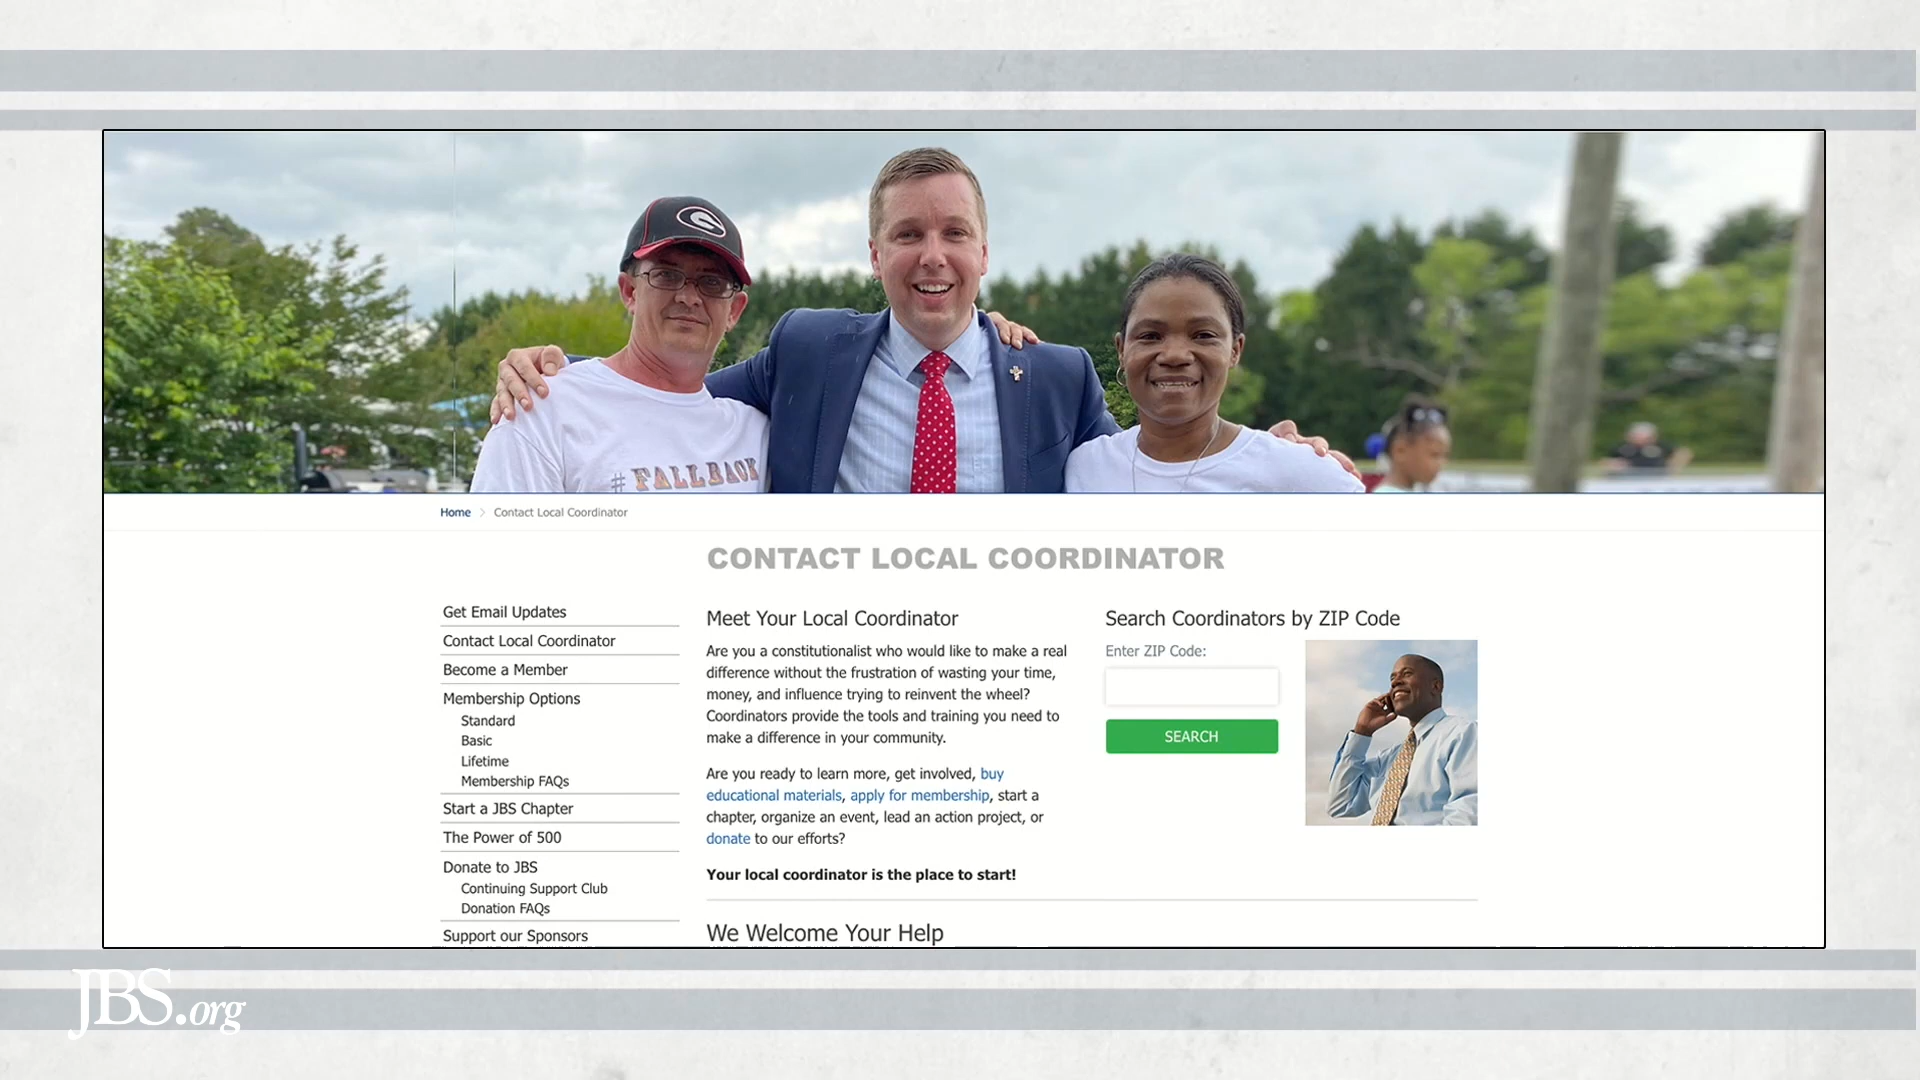 G
# FALLBACK
Home > Contact Local Coordinator
CONTACT LOCAL COORDINATOR
Get Email Updates
Contact Local Coordinator
Become a Member
Membership Options
Standard
Basic
Lifetime
Membership FAQs
Start a JBS Chapter
The Power of 500
Donate to JBS
Continuing Support Club
Donation FAQs
Support our Sponsors
Meet Your Local Coordinator
Are you a constitutionalist who would like to make a real
difference without the frustration of wasting your time,
money, and influence trying to reinvent the wheel?
Coordinators provide the tools and training you need to
make a difference in your community.
Are you ready to learn more, get involved, buy
educational materials, apply for membership, start a
chapter, organize an event, lead an action project, or
donate to our efforts?
Your local coordinator is the place to start!
We Welcome Your Help
Search Coordinators by ZIP Code
Enter ZIP Code:
SEARCH
JBS.org